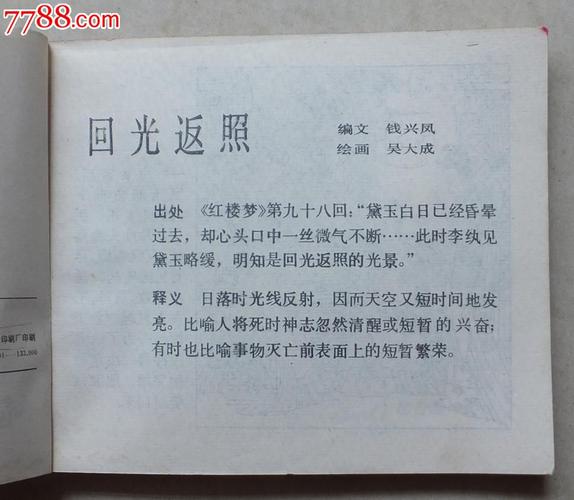 7788.com
回光返照
编文 钱兴凤
绘画 吴大成
出处 《红楼梦》第九十八回：“黛玉白日已经昏晕
过去，却心头口中一丝微气不断……此时李纨见
黛玉略缓，明知是回光返照的光景。”
释义 日落时光线反射，因而天空又短时间地发
亮。比喻人将死时神志忽然清醒或短暂的兴奋；
有时也比喻事物灭亡前表面上的短暂繁荣。
印刷厂印刷